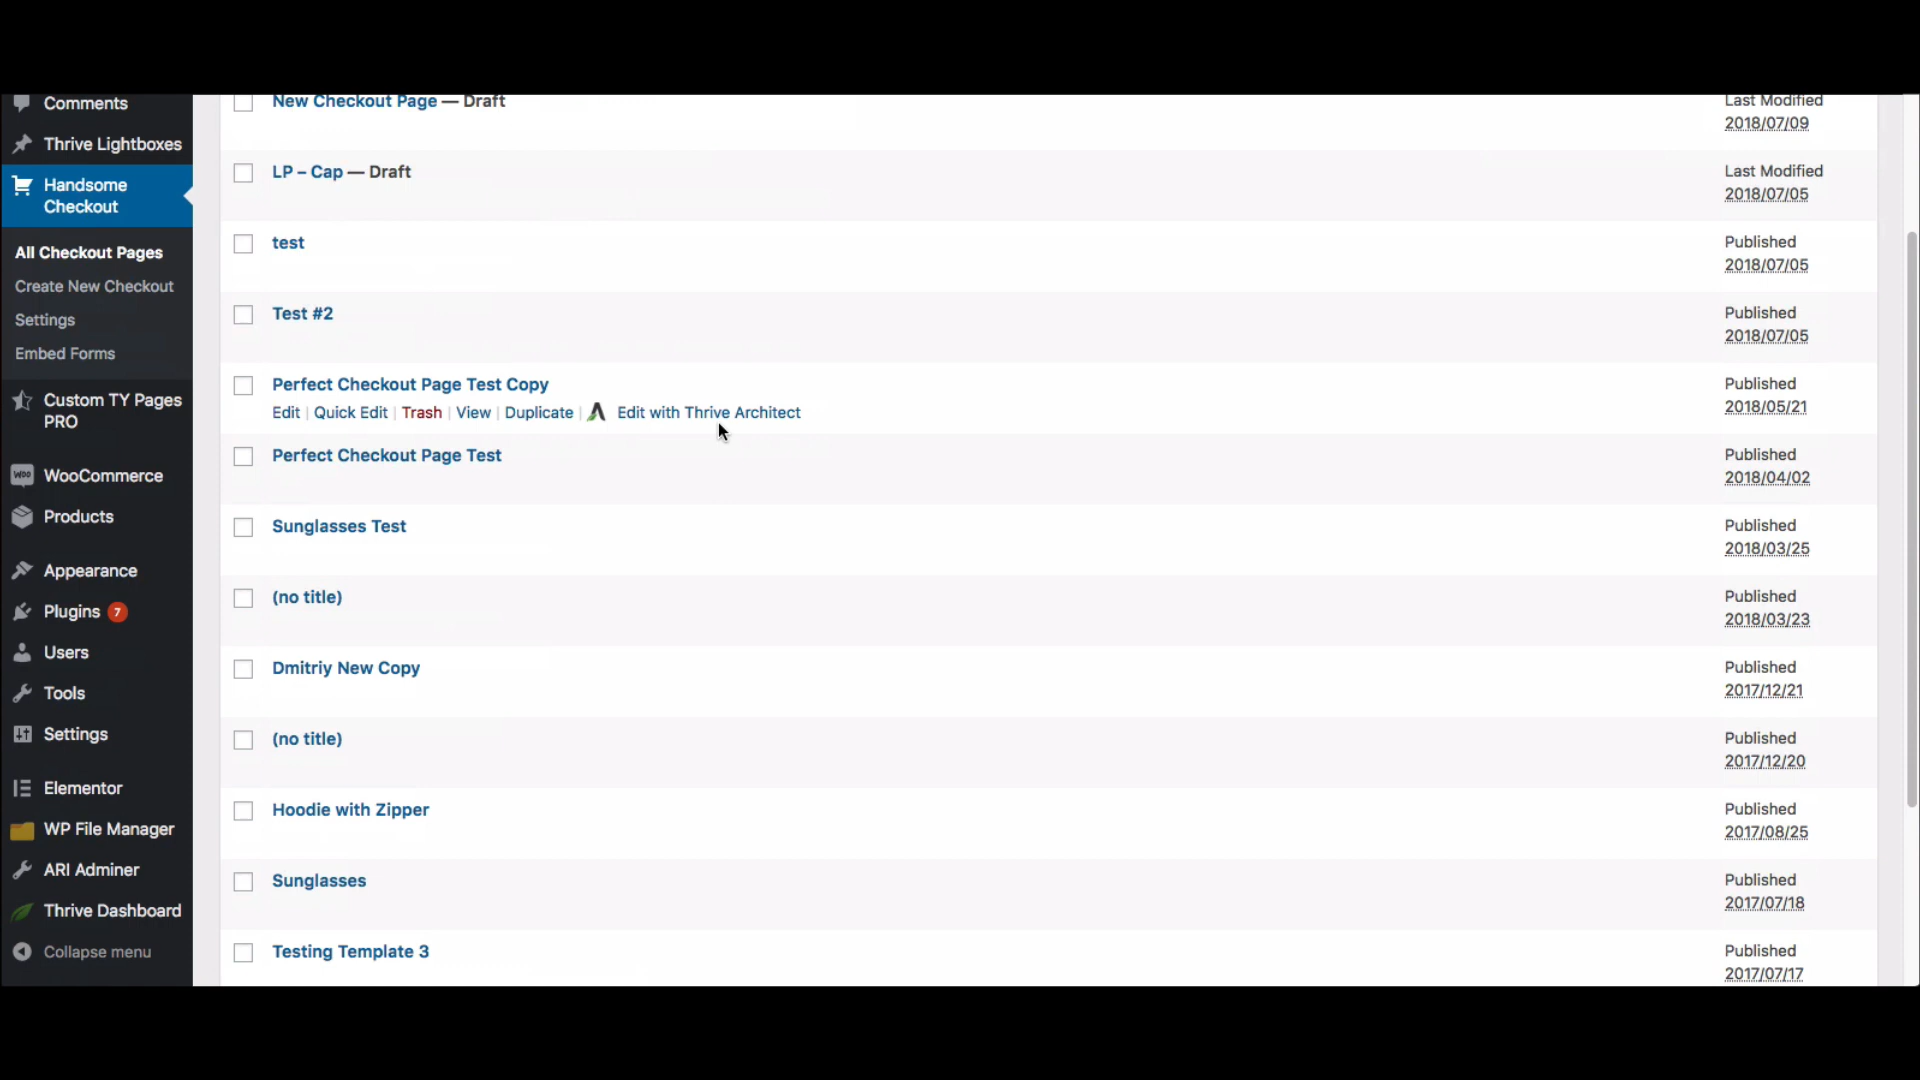 Comments
Thrive Lightboxes
Handsome
Checkout
All Checkout Pages
Create New Checkout
Settings
Embed Forms
Custom TY Pages
PRO
WOO WooCommerce
Products
Appearance
Plugins 7
Users
Tools
Settings
Elementor
WP File Manager
ARI Adminer
Thrive Dashboard
Collapse menu
New Checkout Page — Draft
Last Modified
2018/07/09
LP – Cap — Draft
Last Modified
2018/07/05
test
Published
2018/07/05
Test #2
Published
2018/07/05
Perfect Checkout Page Test Copy
Edit | Quick Edit | Trash | View | Duplicate | Edit with Thrive Architect
Published
2018/05/21
Perfect Checkout Page Test
Published
2018/04/02
Sunglasses Test
Published
2018/03/25
(no title)
Published
2018/03/23
Dmitriy New Copy
Published
2017/12/21
(no title)
Published
2017/12/20
Hoodie with Zipper
Published
2017/08/25
Sunglasses
Published
2017/07/18
Testing Template 3
Published
2017/07/17